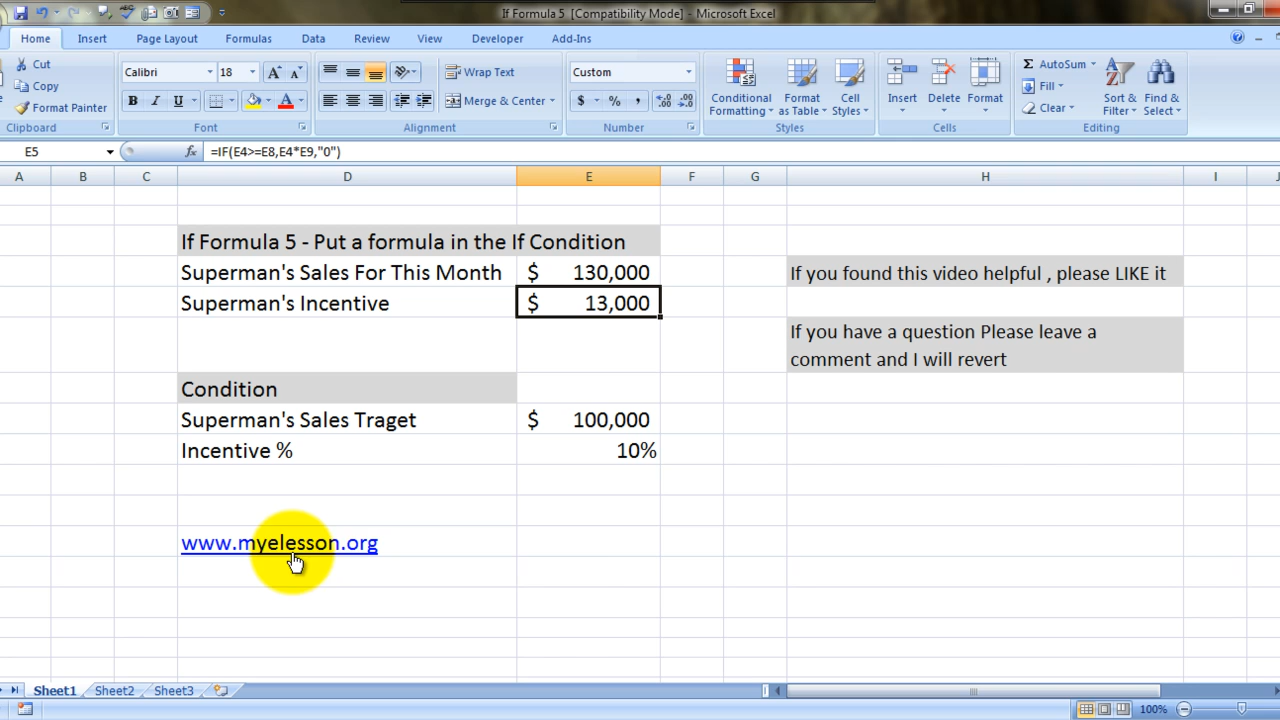 If Formula 5 [Compatibility Mode] - Microsoft Excel
Home Insert Page Layout Formulas Data Review View Developer Add-Ins
Cut
Copy
Format Painter
Clipboard
Calibri 18
B I U
Font
Wrap Text
Merge & Center
Alignment
Custom
$ % ,
Number
Conditional Formatting
Format as Table
Cell Styles
Styles
Insert Delete Format
Cells
AutoSum
Fill
Clear
Sort & Filter
Find & Select
Editing
E5 fx =IF(E4>=E8,E4*E9,"0")
A B C D E F G H I J
If Formula 5 - Put a formula in the If Condition
Superman's Sales For This Month $ 130,000
If you found this video helpful , please LIKE it
Superman's Incentive $ 13,000
If you have a question Please leave a
comment and I will revert
Condition
Superman's Sales Traget $ 100,000
Incentive % 10%
www.myelesson.org
Sheet1 Sheet2 Sheet3
100%